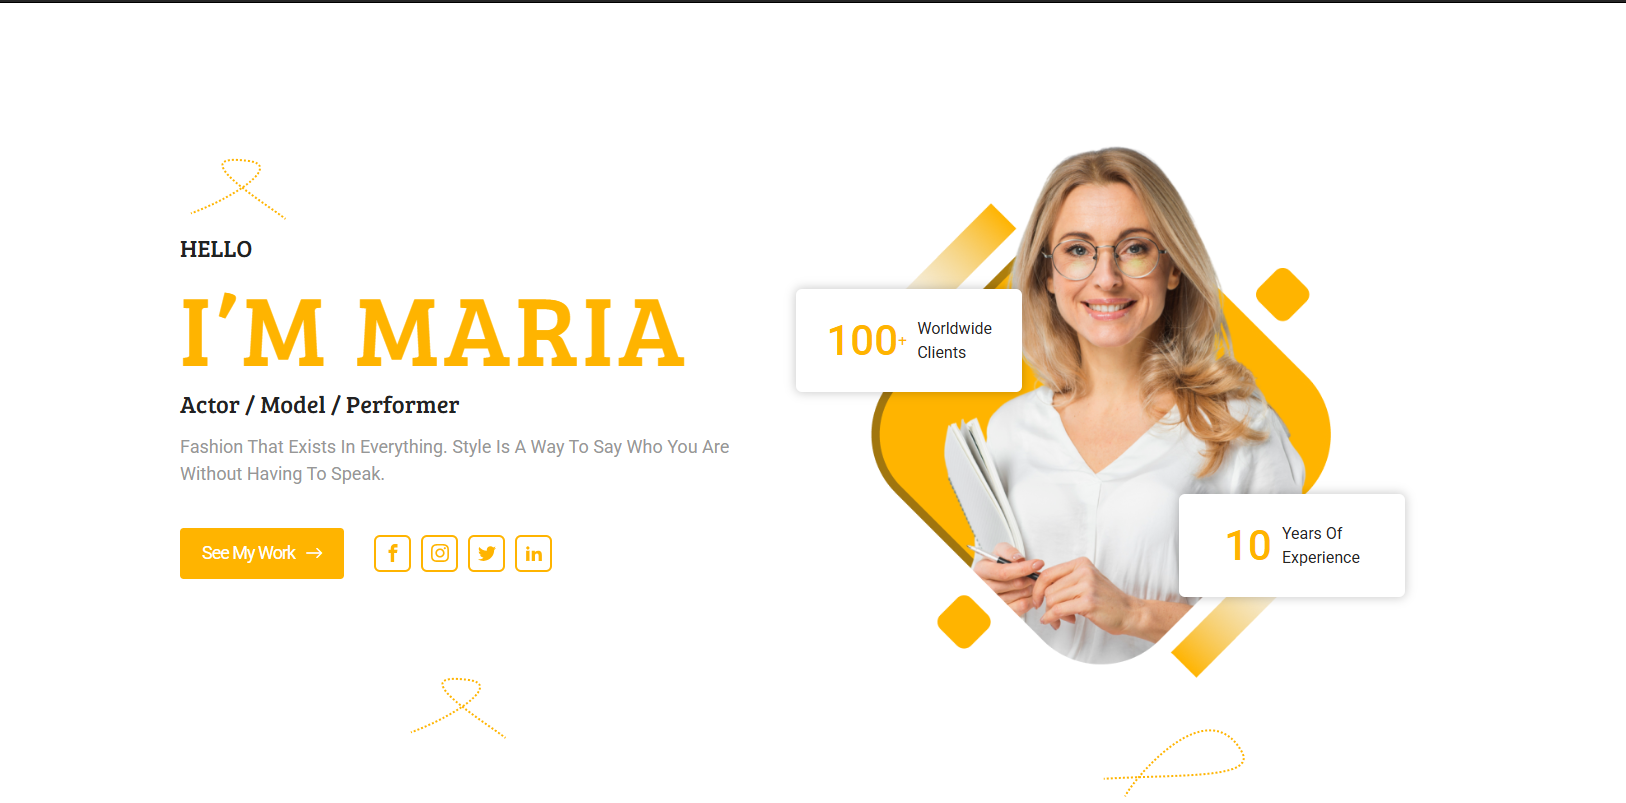 HELLO
I’M MARIA
Actor / Model / Performer
Fashion That Exists In Everything. Style Is A Way To Say Who You Are
Without Having To Speak.
See My Work →
100+
Worldwide
Clients
10
Years Of
Experience